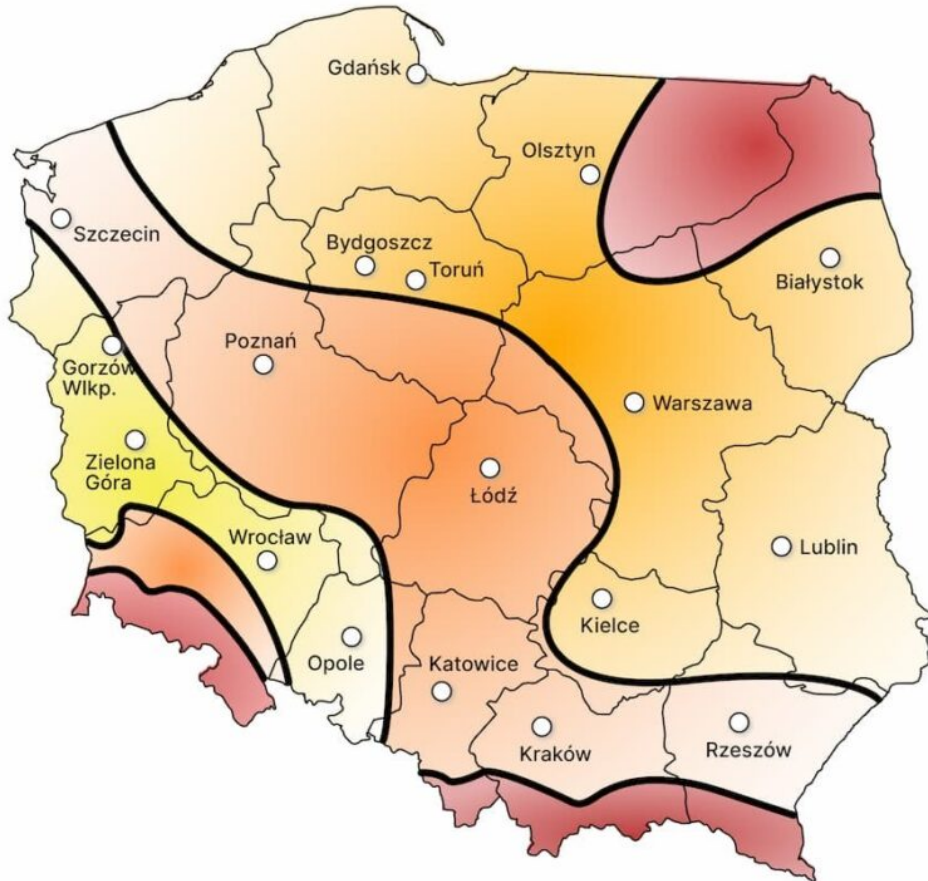 Gdańsk
Olsztyn
Szczecin
Bydgoszcz
Toruń
Białystok
Poznań
Gorzów
Wlkp.
Warszawa
Zielona
Góra
Łódź
Wrocław
Lublin
Kielce
Opole
Katowice
Kraków
Rzeszów